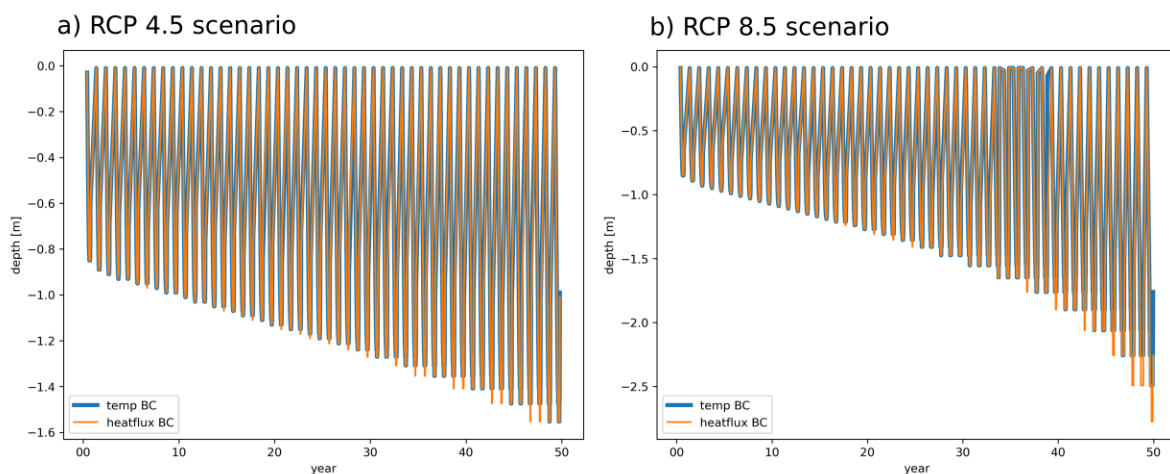 a) RCP 4.5 scenario
0.0
−0.2
−0.4
−0.6
−0.8
−1.0
−1.2
−1.4
−1.6
depth [m]
temp BC
heatflux BC
00 10 20 30 40 50
year
b) RCP 8.5 scenario
0.0
−0.5
−1.0
−1.5
−2.0
−2.5
depth [m]
temp BC
heatflux BC
00 10 20 30 40 50
year